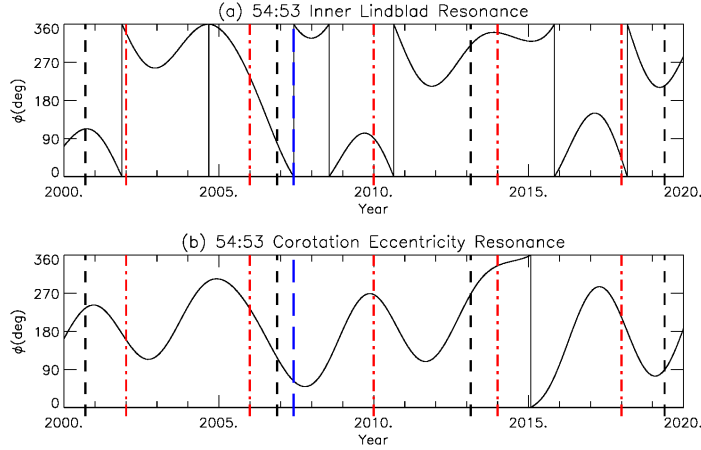 (a) 54:53 Inner Lindblad Resonance
360
270
180
90
0
ϕ(deg)
2000. 2005. 2010. 2015. 2020.
Year
(b) 54:53 Corotation Eccentricity Resonance
360
270
180
90
0
ϕ(deg)
2000. 2005. 2010. 2015. 2020.
Year